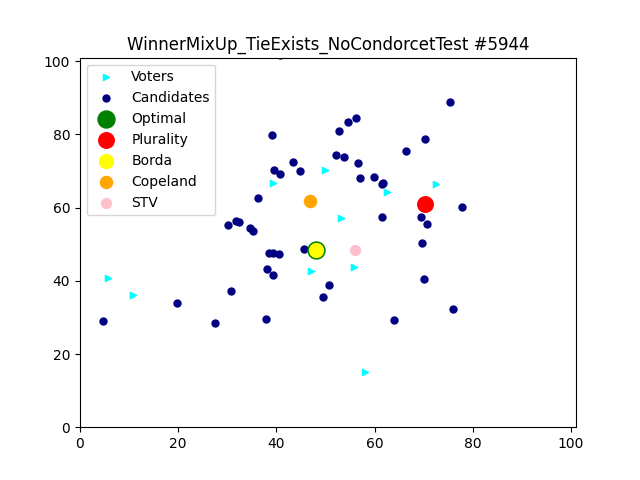 WinnerMixUp_TieExists_NoCondorcetTest #5944
100
80
60
40
20
0
Voters
Candidates
Optimal
Plurality
Borda
Copeland
STV
0 20 40 60 80 100